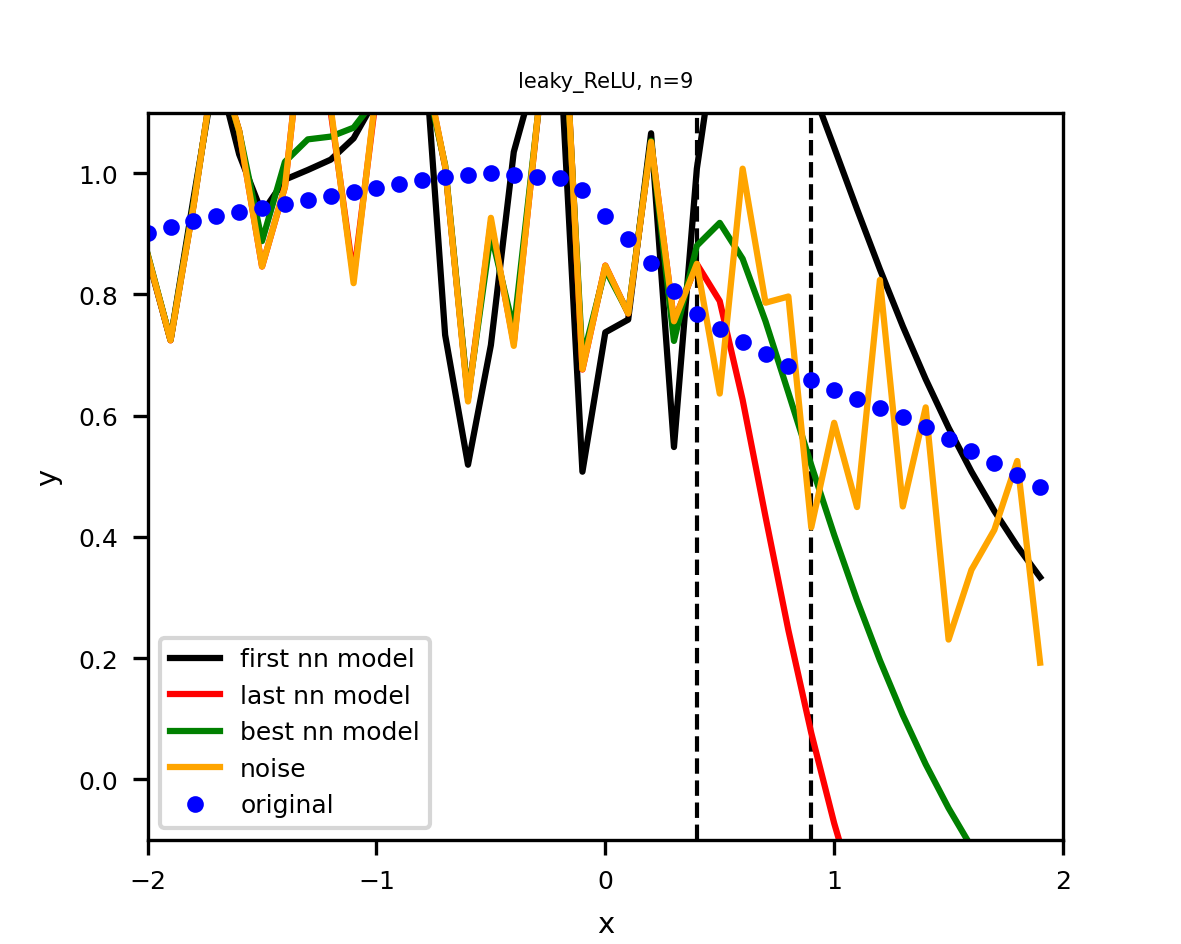 leaky_ReLU, n=9
1.0
0.8
0.6
0.4
0.2
0.0
y
first nn model
last nn model
best nn model
noise
original
−2
−1
0
1
2
x